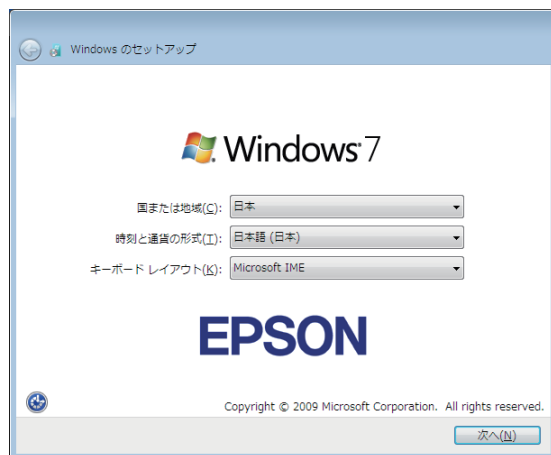 Windows のセットアップ
Windows 7
国または地域(C): 日本
時刻と通貨の形式(T): 日本語 (日本)
キーボード レイアウト(K): Microsoft IME
EPSON
Copyright © 2009 Microsoft Corporation. All rights reserved.
次へ(N)